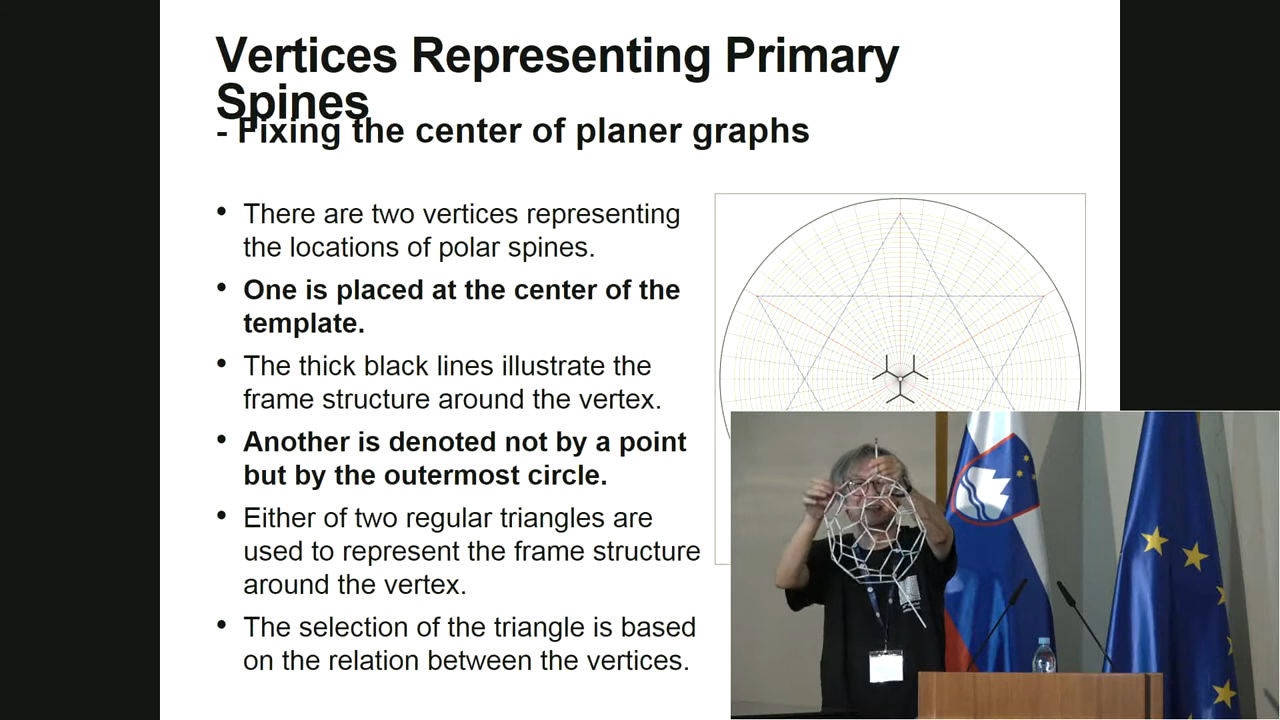 Vertices Representing Primary
Spines
- Fixing the center of planer graphs
• There are two vertices representing
the locations of polar spines.
• One is placed at the center of the
template.
• The thick black lines illustrate the
frame structure around the vertex.
• Another is denoted not by a point
but by the outermost circle.
• Either of two regular triangles are
used to represent the frame structure
around the vertex.
• The selection of the triangle is based
on the relation between the vertices.